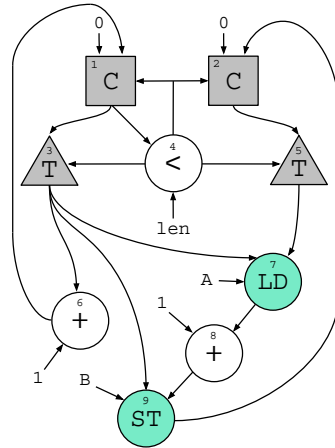 0 0
1 C 2 C
3 T 4 < 5 T
len
A 7 LD
6 + 1 8 +
1 B 9 ST